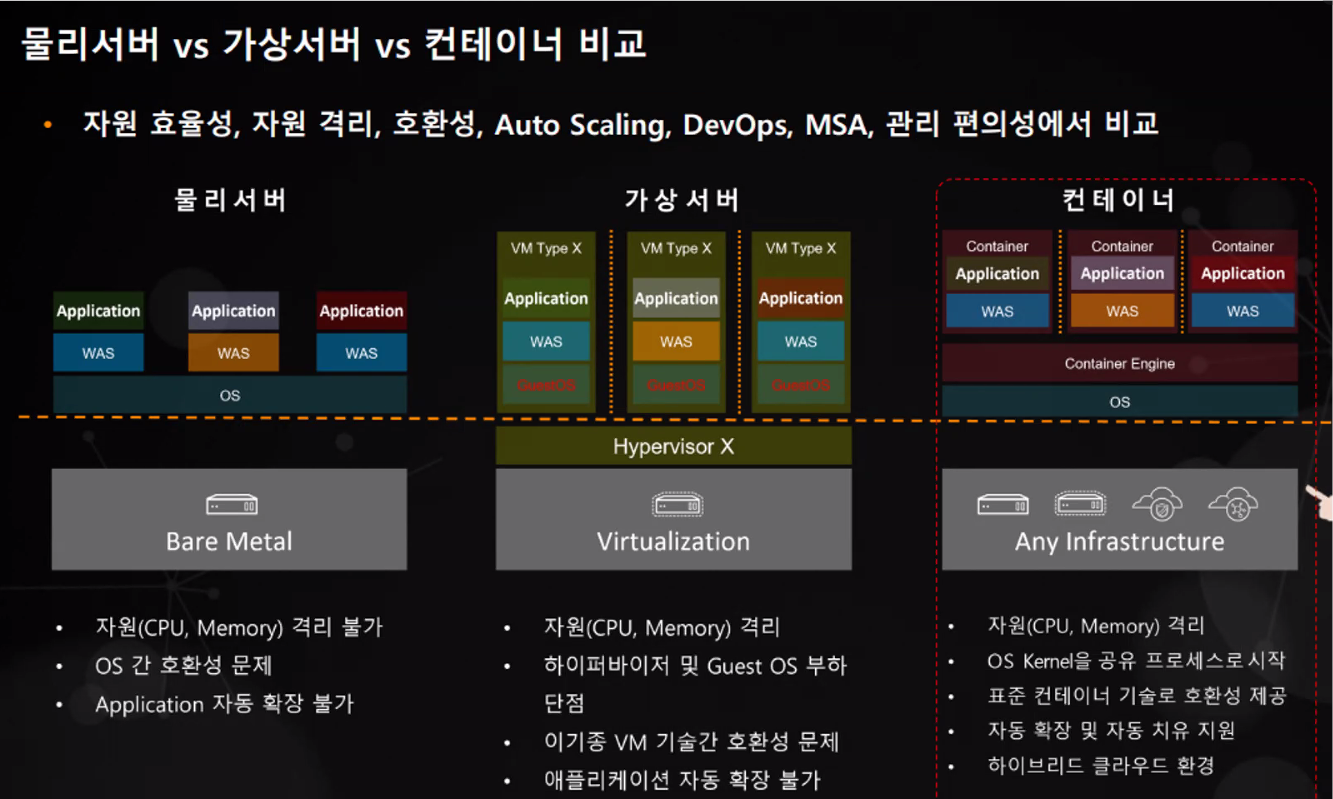 물리서버 vs 가상서버 vs 컨테이너 비교
• 자원 효율성, 자원 격리, 호환성, Auto Scaling, DevOps, MSA, 관리 편의성에서 비교
물리서버
Application Application Application
WAS WAS WAS
OS
Bare Metal
• 자원(CPU, Memory) 격리 불가
• OS 간 호환성 문제
• Application 자동 확장 불가
가상서버
VM Type X VM Type X VM Type X
Application Application Application
WAS WAS WAS
GuestOS GuestOS GuestOS
Hypervisor X
Virtualization
• 자원(CPU, Memory) 격리
• 하이퍼바이저 및 Guest OS 부하
단점
• 이기종 VM 기술간 호환성 문제
• 애플리케이션 자동 확장 불가
컨테이너
Container Container Container
Application Application Application
WAS WAS WAS
Container Engine
OS
Any Infrastructure
• 자원(CPU, Memory) 격리
• OS Kernel을 공유 프로세스로 시작
• 표준 컨테이너 기술로 호환성 제공
• 자동 확장 및 자동 치유 지원
• 하이브리드 클라우드 환경